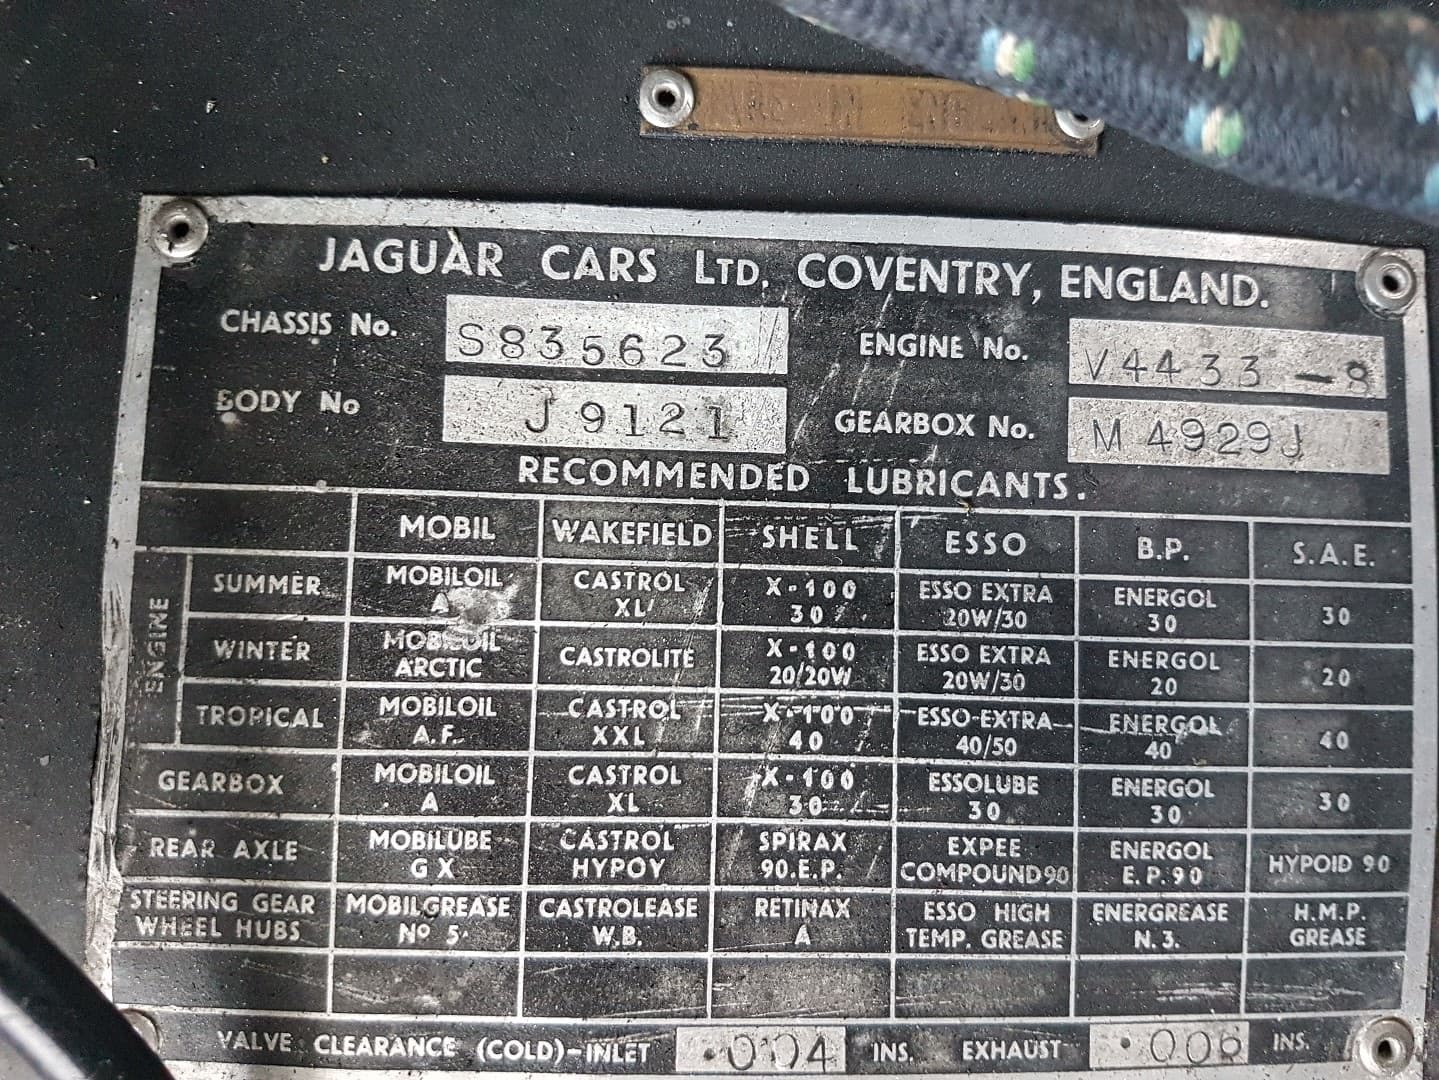 MADE IN ENGLAND
JAGUAR CARS LTD. COVENTRY, ENGLAND.
CHASSIS No. S835623 ENGINE No. V4433-8
BODY No J9121 GEARBOX No. M4929J
RECOMMENDED LUBRICANTS.
MOBIL WAKEFIELD SHELL ESSO B.P. S.A.E.
ENGINE
SUMMER MOBILOIL A CASTROL XL X-100 30 ESSO EXTRA 20W/30 ENERGOL 30 30
WINTER MOBILOIL ARCTIC CASTROLITE X-100 20/20W ESSO EXTRA 20W/30 ENERGOL 20 20
TROPICAL MOBILOIL A.F. CASTROL XXL X-100 40 ESSO EXTRA 40/50 ENERGOL 40 40
GEARBOX MOBILOIL A CASTROL XL X-100 30 ESSOLUBE 30 ENERGOL 30 30
REAR AXLE MOBILUBE GX CASTROL HYPOY SPIRAX 90.E.P. EXPEE COMPOUND 90 ENERGOL E.P.90 HYPOID 90
STEERING GEAR WHEEL HUBS MOBILGREASE No 5 CASTROLEASE W.B. RETINAX A ESSO HIGH TEMP. GREASE ENERGREASE N.3. H.M.P. GREASE
VALVE CLEARANCE (COLD)-INLET .004 INS. EXHAUST .006 INS.